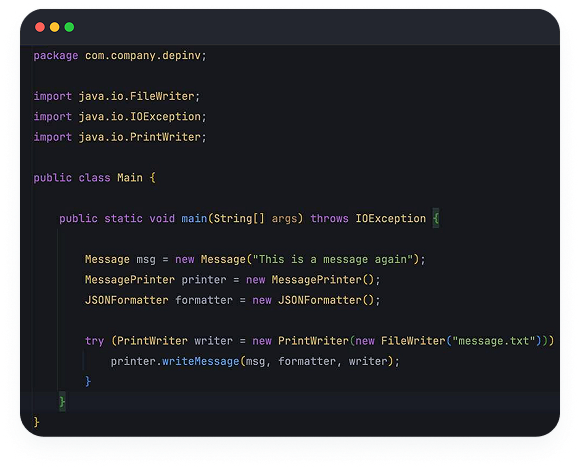 package com.company.depinv;
import java.io.FileWriter;
import java.io.IOException;
import java.io.PrintWriter;
public class Main {
public static void main(String[] args) throws IOException {
Message msg = new Message("This is a message again");
MessagePrinter printer = new MessagePrinter();
JSONFormatter formatter = new JSONFormatter();
try (PrintWriter writer = new PrintWriter(new FileWriter("message.txt")))
printer.writeMessage(msg, formatter, writer);
}
}
}